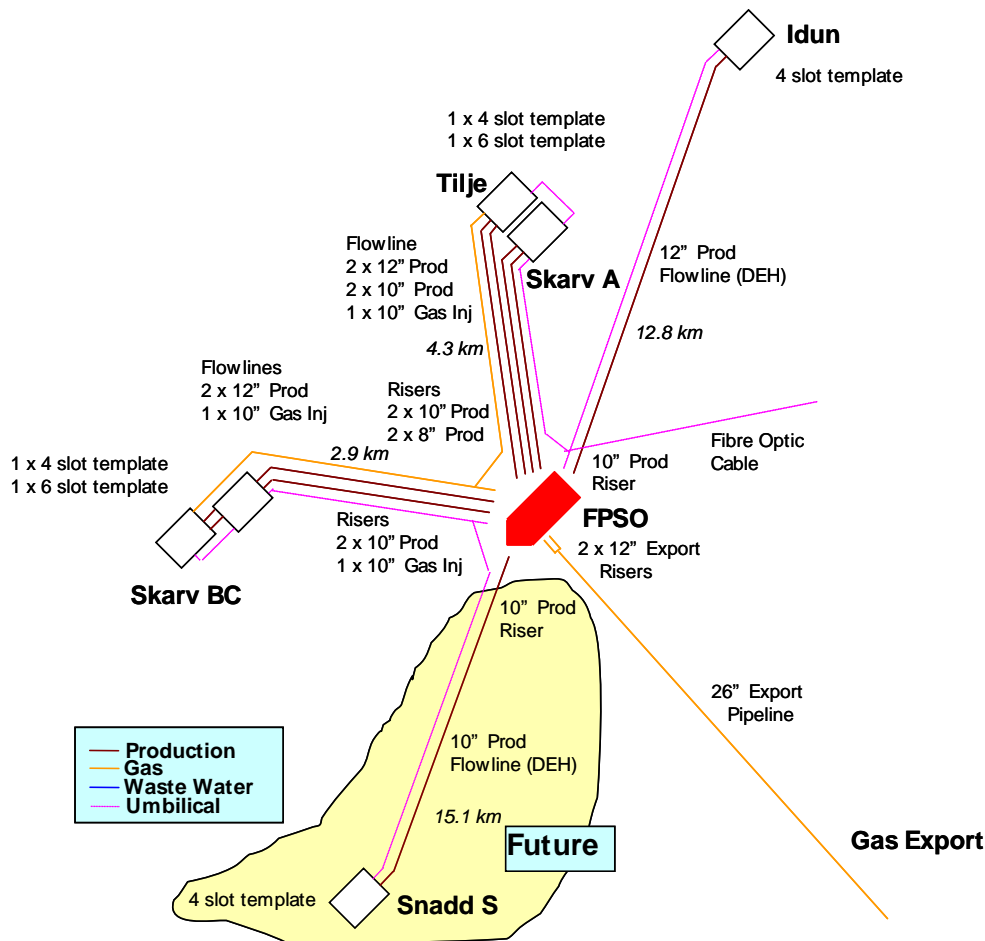 Idun
4 slot template
1 x 4 slot template
1 x 6 slot template
Tilje
Skarv A
Flowline
2 x 12” Prod
2 x 10” Prod
1 x 10” Gas Inj
4.3 km
12” Prod
Flowline (DEH)
12.8 km
Flowlines
2 x 12” Prod
1 x 10” Gas Inj
Risers
2 x 10” Prod
2 x 8” Prod
2.9 km
Fibre Optic
Cable
1 x 4 slot template
1 x 6 slot template
10” Prod
Riser
FPSO
Risers
2 x 10” Prod
1 x 10” Gas Inj
2 x 12” Export
Risers
Skarv BC
10” Prod
Riser
26” Export
Pipeline
Production
Gas
Waste Water
Umbilical
10” Prod
Flowline (DEH)
15.1 km
Future
Gas Export
4 slot template
Snadd S